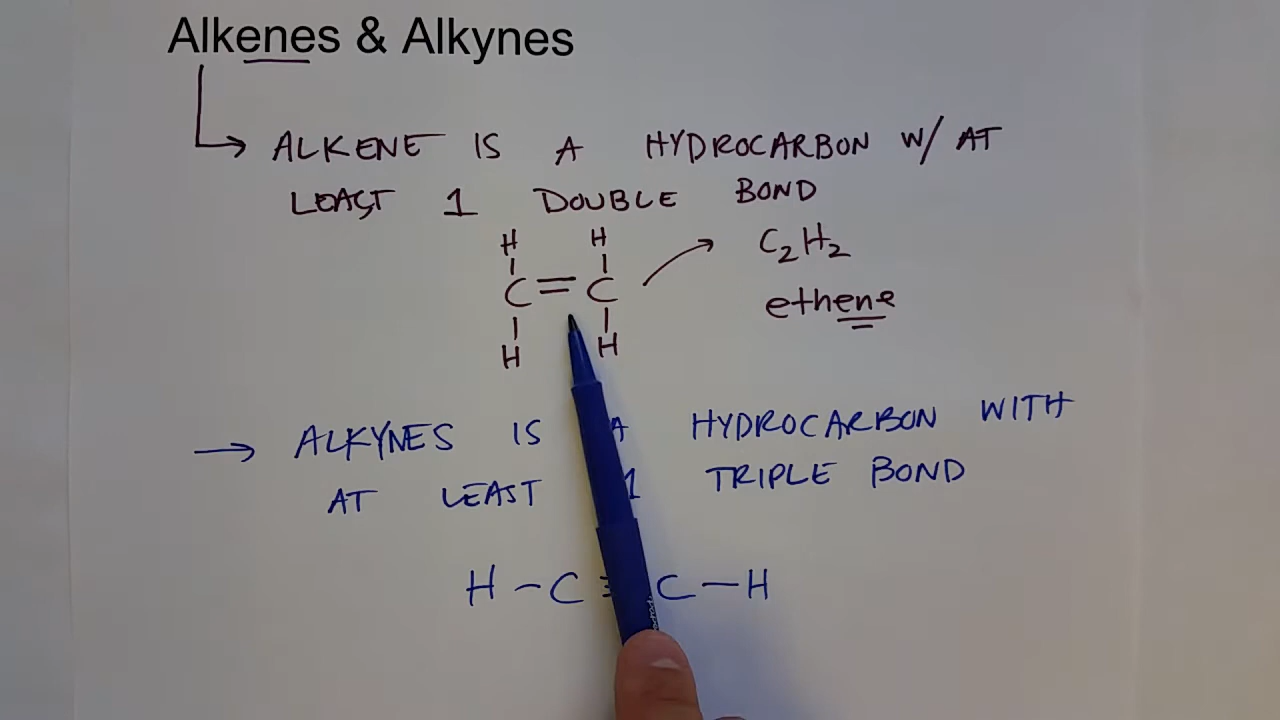 Alkenes & Alkynes
ALKENE IS A HYDROCARBON W/ AT
LEAST 1 DOUBLE BOND
H H
C=C
H H
C₂H₂
ethene
ALKYNES IS A HYDROCARBON WITH
AT LEAST 1 TRIPLE BOND
H-C≡C-H